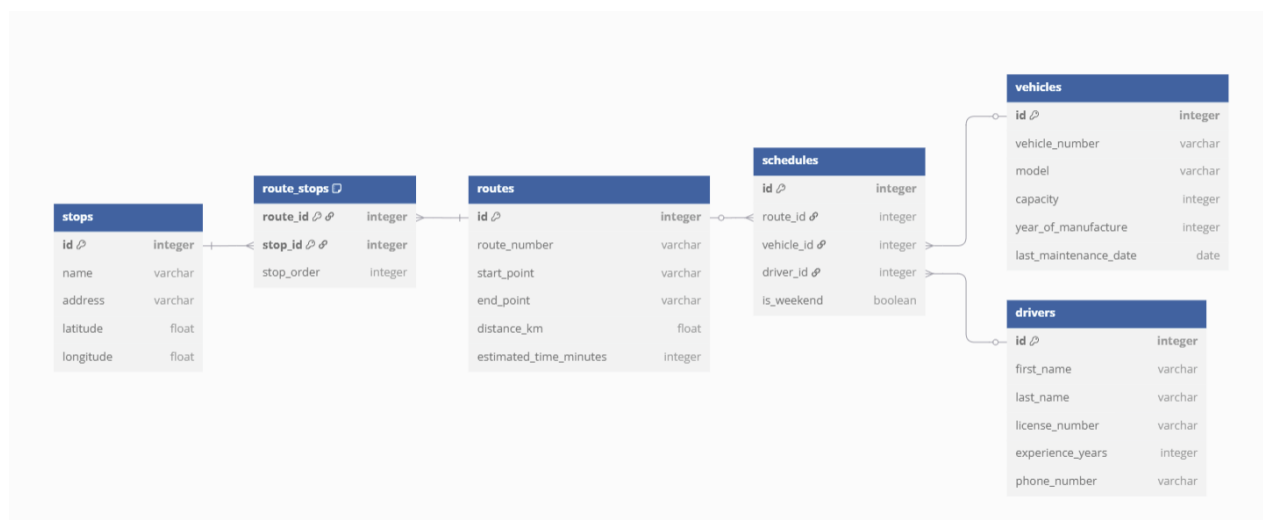 stops
id integer
name varchar
address varchar
latitude float
longitude float
route_stops
route_id integer
stop_id integer
stop_order integer
routes
id integer
route_number varchar
start_point varchar
end_point varchar
distance_km float
estimated_time_minutes integer
schedules
id integer
route_id integer
vehicle_id integer
driver_id integer
is_weekend boolean
vehicles
id integer
vehicle_number varchar
model varchar
capacity integer
year_of_manufacture integer
last_maintenance_date date
drivers
id integer
first_name varchar
last_name varchar
license_number varchar
experience_years integer
phone_number varchar